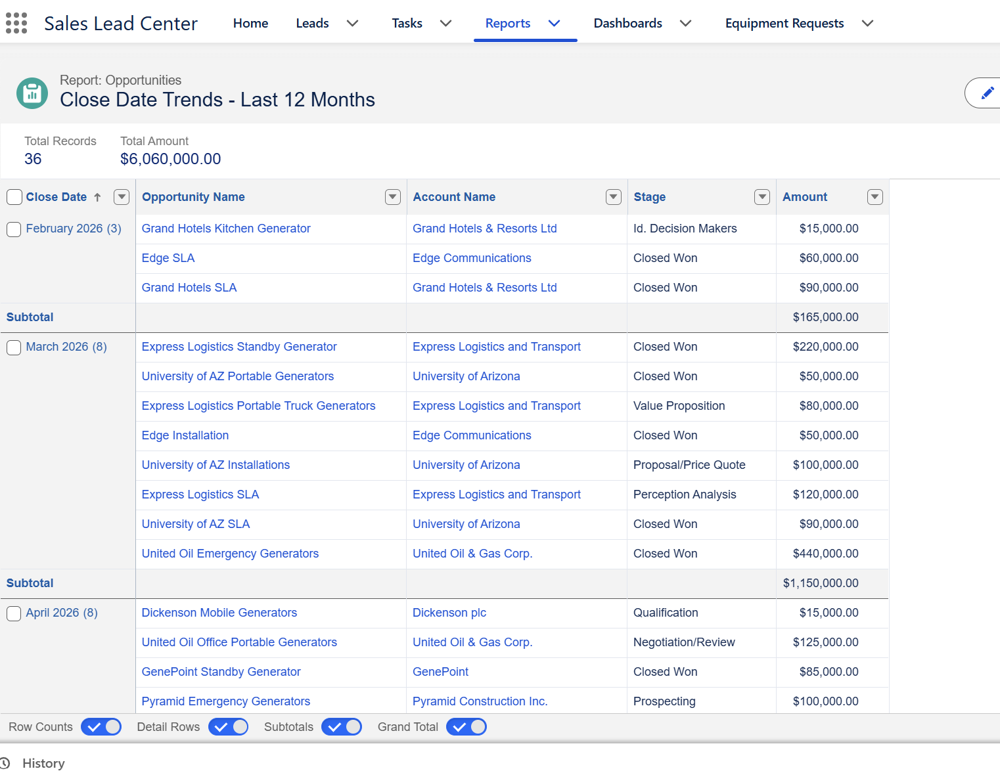 Sales Lead Center Home Leads Tasks Reports Dashboards Equipment Requests
Report: Opportunities
Close Date Trends - Last 12 Months
Total Records Total Amount
36 $6,060,000.00
Close Date ↑ Opportunity Name Account Name Stage Amount
February 2026 (3) Grand Hotels Kitchen Generator Grand Hotels & Resorts Ltd Id. Decision Makers $15,000.00
Edge SLA Edge Communications Closed Won $60,000.00
Grand Hotels SLA Grand Hotels & Resorts Ltd Closed Won $90,000.00
Subtotal $165,000.00
March 2026 (8) Express Logistics Standby Generator Express Logistics and Transport Closed Won $220,000.00
University of AZ Portable Generators University of Arizona Closed Won $50,000.00
Express Logistics Portable Truck Generators Express Logistics and Transport Value Proposition $80,000.00
Edge Installation Edge Communications Closed Won $50,000.00
University of AZ Installations University of Arizona Proposal/Price Quote $100,000.00
Express Logistics SLA Express Logistics and Transport Perception Analysis $120,000.00
University of AZ SLA University of Arizona Closed Won $90,000.00
United Oil Emergency Generators United Oil & Gas Corp. Closed Won $440,000.00
Subtotal $1,150,000.00
April 2026 (8) Dickenson Mobile Generators Dickenson plc Qualification $15,000.00
United Oil Office Portable Generators United Oil & Gas Corp. Negotiation/Review $125,000.00
GenePoint Standby Generator GenePoint Closed Won $85,000.00
Pyramid Emergency Generators Pyramid Construction Inc. Prospecting $100,000.00
Row Counts Detail Rows Subtotals Grand Total
History